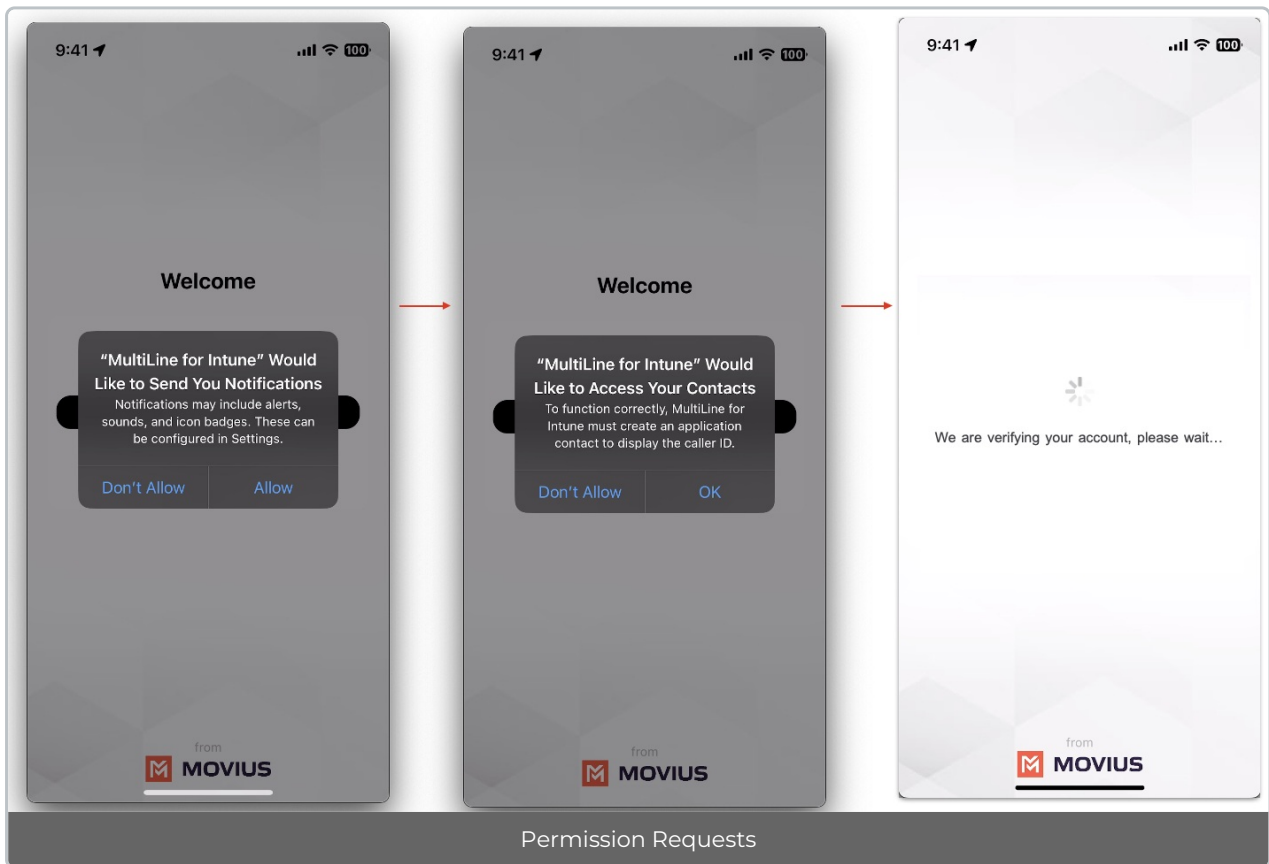 9:41
100
Welcome
“MultiLine for Intune” Would
Like to Send You Notifications
Notifications may include alerts,
sounds, and icon badges. These can
be configured in Settings.
Don't Allow
Allow
from
MOVIUS
9:41
100
Welcome
“MultiLine for Intune” Would
Like to Access Your Contacts
To function correctly, MultiLine for
Intune must create an application
contact to display the caller ID.
Don't Allow
OK
from
MOVIUS
9:41
100
We are verifying your account, please wait...
from
MOVIUS
Permission Requests